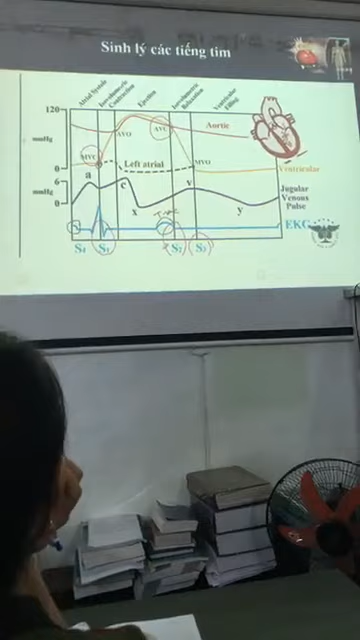 Sinh lý các tiếng tim
Atrial Systole
Isovolumetric Contraction
Ejection
Isovolumetric Relaxation
Ventricular Filling
120
mmHg
0
6
mmHg
0
AVO
AVC
Aortic
MVC
Left atrial
MVO
Ventricular
a
c
v
x
y
Jugular
Venous
Pulse
EKG
S4
S1
S2
S3